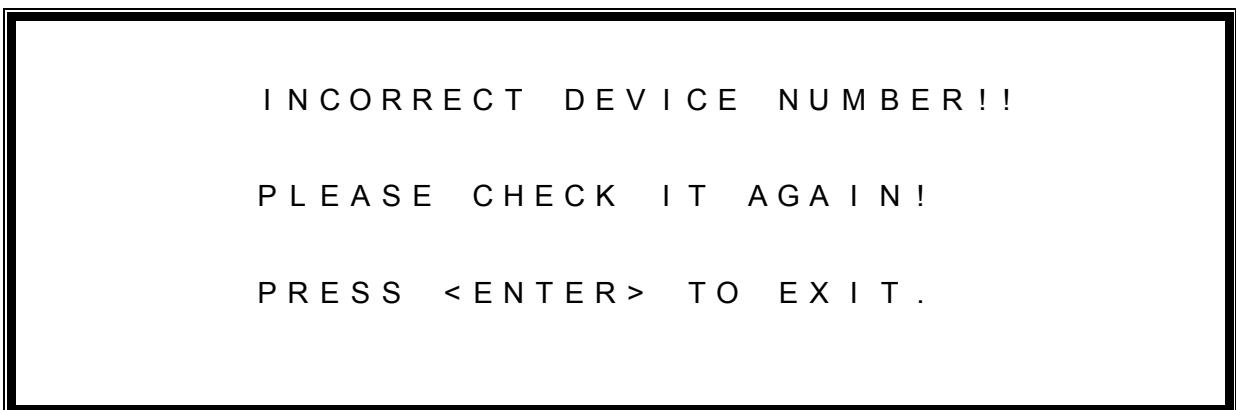 INCORRECT DEVICE NUMBER!!
PLEASE CHECK IT AGAIN!
PRESS <ENTER> TO EXIT.